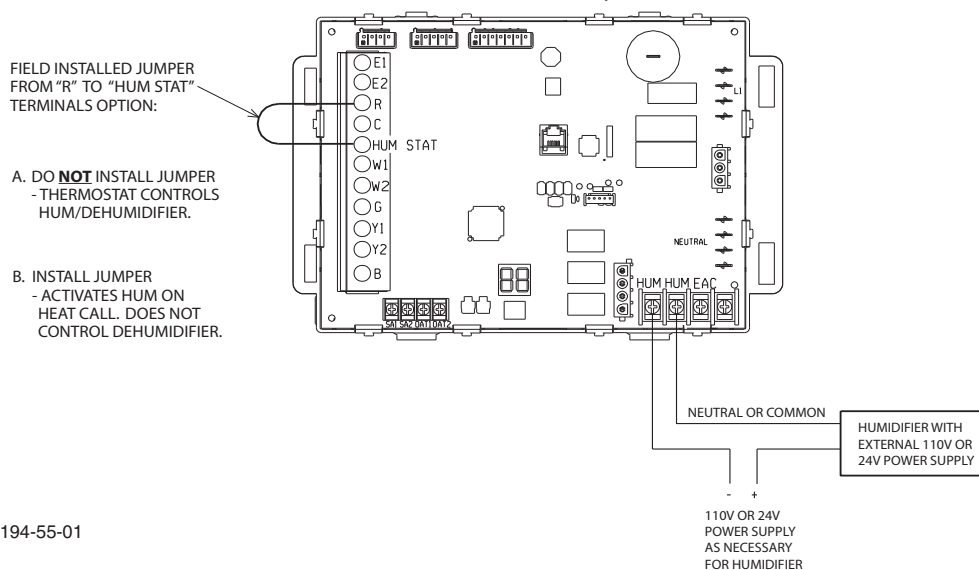 FIELD INSTALLED JUMPER
FROM “R” TO “HUM STAT”
TERMINALS OPTION:
A. DO NOT INSTALL JUMPER
- THERMOSTAT CONTROLS
HUM/DEHUMIDIFIER.
B. INSTALL JUMPER
- ACTIVATES HUM ON
HEAT CALL. DOES NOT
CONTROL DEHUMIDIFIER.
E1
E2
R
C
HUM STAT
W1
W2
G
Y1
Y2
B
SA1 SA2 OAT1 OAT2
L1
NEUTRAL
HUM HUM EAC
NEUTRAL OR COMMON
HUMIDIFIER WITH
EXTERNAL 110V OR
24V POWER SUPPLY
- +
110V OR 24V
POWER SUPPLY
AS NECESSARY
FOR HUMIDIFIER
194-55-01